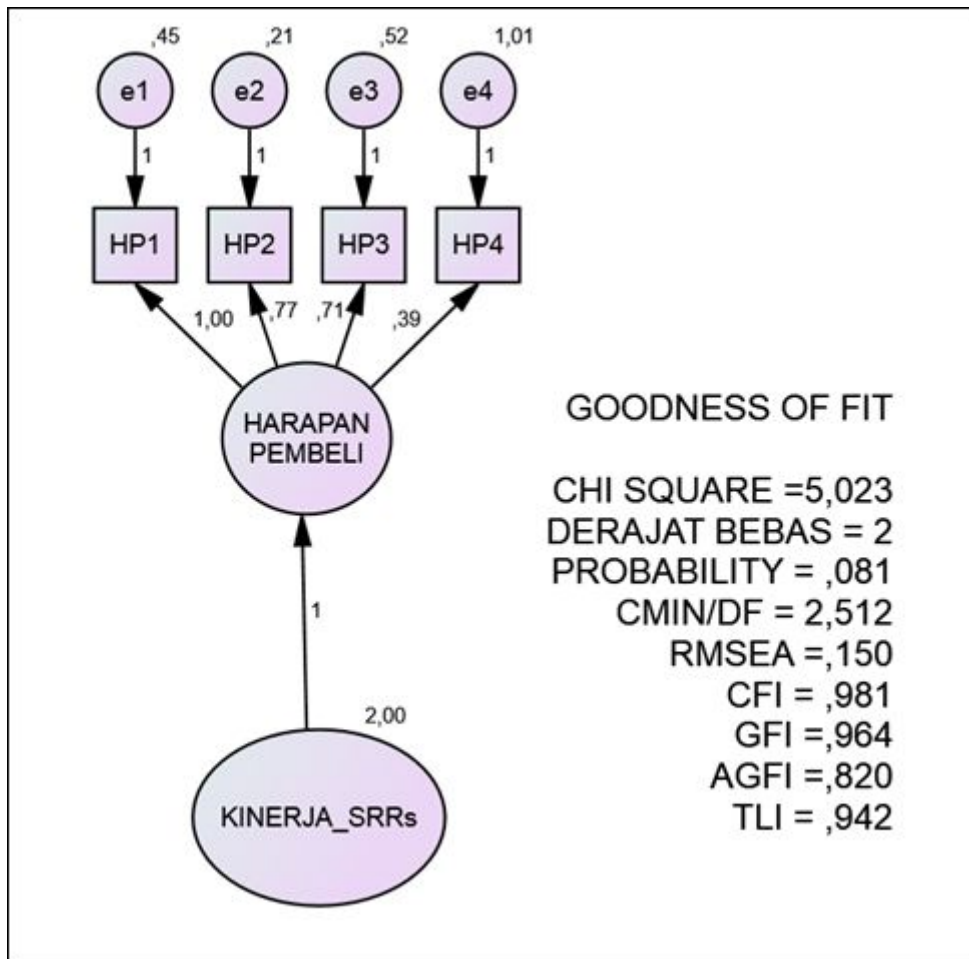 ,45
,21
,52
1,01
e1
e2
e3
e4
1
1
1
1
HP1
HP2
HP3
HP4
1,00
,77
,71
,39
HARAPAN
PEMBELI
1
2,00
KINERJA_SRRs
GOODNESS OF FIT
CHI SQUARE =5,023
DERAJAT BEBAS = 2
PROBABILITY = ,081
CMIN/DF = 2,512
RMSEA =,150
CFI = ,981
GFI =,964
AGFI =,820
TLI = ,942